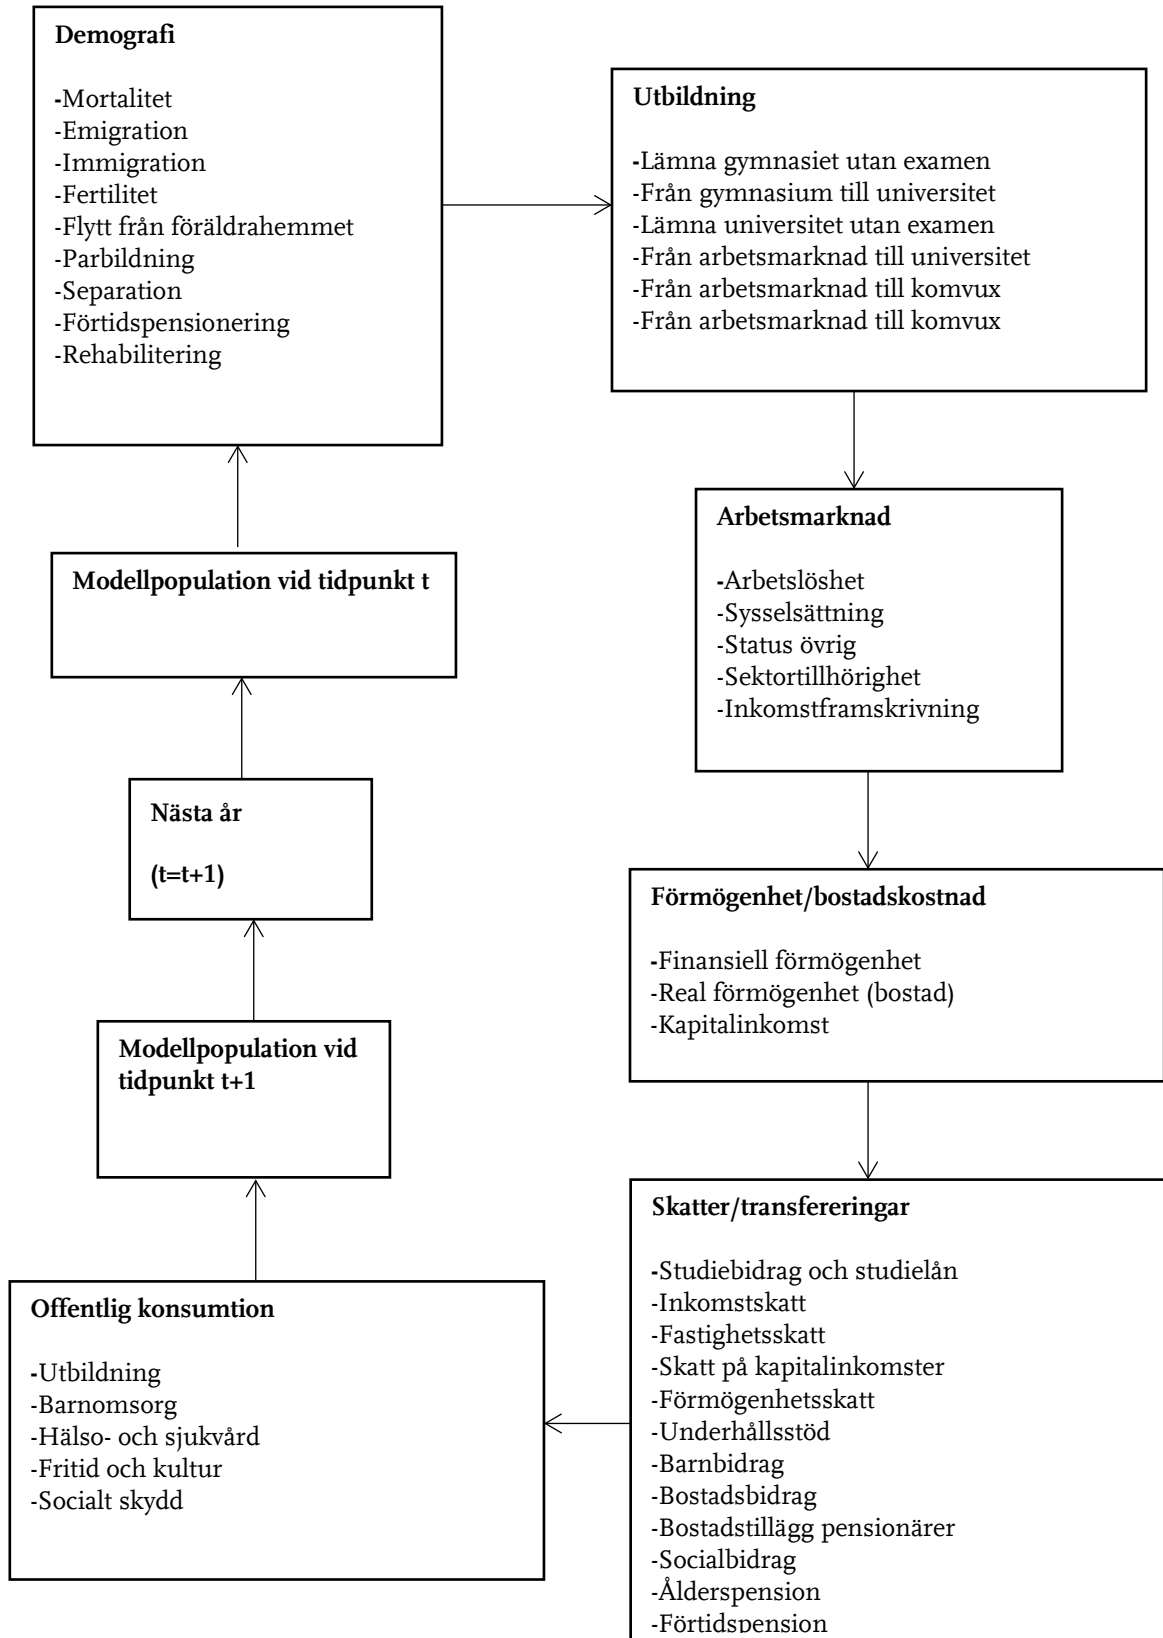 Demografi
-Mortalitet
-Emigration
-Immigration
-Fertilitet
-Flytt från föräldrahemmet
-Parbildning
-Separation
-Förtidspensionering
-Rehabilitering
Utbildning
-Lämna gymnasiet utan examen
-Från gymnasium till universitet
-Lämna universitet utan examen
-Från arbetsmarknad till universitet
-Från arbetsmarknad till komvux
-Från arbetsmarknad till komvux
Arbetsmarknad
-Arbetslöshet
-Sysselsättning
-Status övrig
-Sektortillhörighet
-Inkomstframskrivning
Förmögenhet/bostadskostnad
-Finansiell förmögenhet
-Real förmögenhet (bostad)
-Kapitalinkomst
Skatter/transfereringar
-Studiebidrag och studielån
-Inkomstskatt
-Fastighetsskatt
-Skatt på kapitalinkomster
-Förmögenhetsskatt
-Underhållsstöd
-Barnbidrag
-Bostadsbidrag
-Bostadstillägg pensionärer
-Socialbidrag
-Ålderspension
-Förtidspension
Offentlig konsumtion
-Utbildning
-Barnomsorg
-Hälso- och sjukvård
-Fritid och kultur
-Socialt skydd
Modellpopulation vid
tidpunkt t+1
Nästa år
(t=t+1)
Modellpopulation vid tidpunkt t